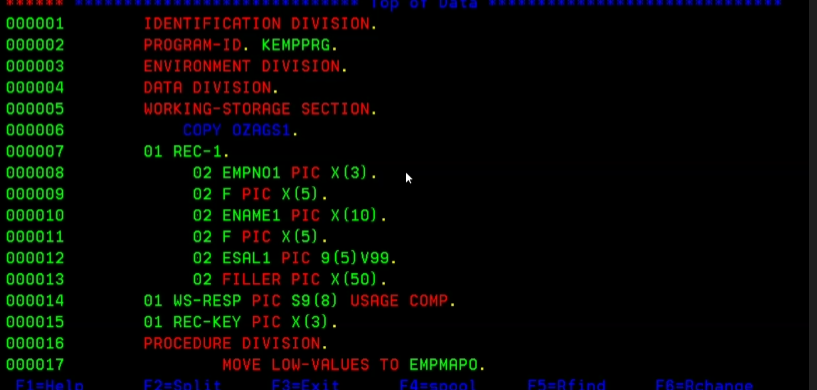 ****** ***************************** Top of Data ******************************
000001 IDENTIFICATION DIVISION.
000002 PROGRAM-ID. KEMPPRG.
000003 ENVIRONMENT DIVISION.
000004 DATA DIVISION.
000005 WORKING-STORAGE SECTION.
000006 COPY OZAGS1.
000007 01 REC-1.
000008 02 EMPNO1 PIC X(3).
000009 02 F PIC X(5).
000010 02 ENAME1 PIC X(10).
000011 02 F PIC X(5).
000012 02 ESAL1 PIC 9(5)V99.
000013 02 FILLER PIC X(50).
000014 01 WS-RESP PIC S9(8) USAGE COMP.
000015 01 REC-KEY PIC X(3).
000016 PROCEDURE DIVISION.
000017 MOVE LOW-VALUES TO EMPMAPO.
F1=Help F2=Split F3=Exit F4=spool F5=Rfind F6=Rchange